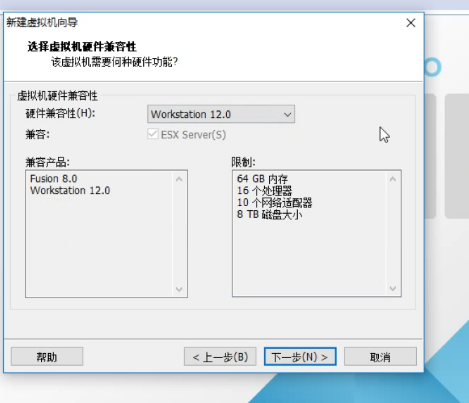 新建虚拟机向导
选择虚拟机硬件兼容性
该虚拟机需要何种硬件功能?
虚拟机硬件兼容性
硬件兼容性(H): Workstation 12.0
兼容: ESX Server(S)
兼容产品:
Fusion 8.0
Workstation 12.0
限制:
64 GB 内存
16 个处理器
10 个网络适配器
8 TB 磁盘大小
帮助 < 上一步(B) 下一步(N) > 取消